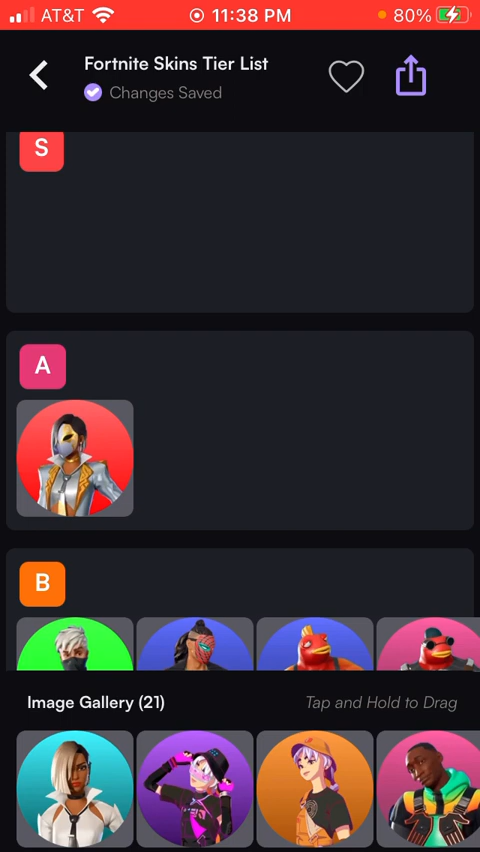 AT&T 11:38 PM 80%
Fortnite Skins Tier List
Changes Saved
S
A
B
Image Gallery (21) Tap and Hold to Drag